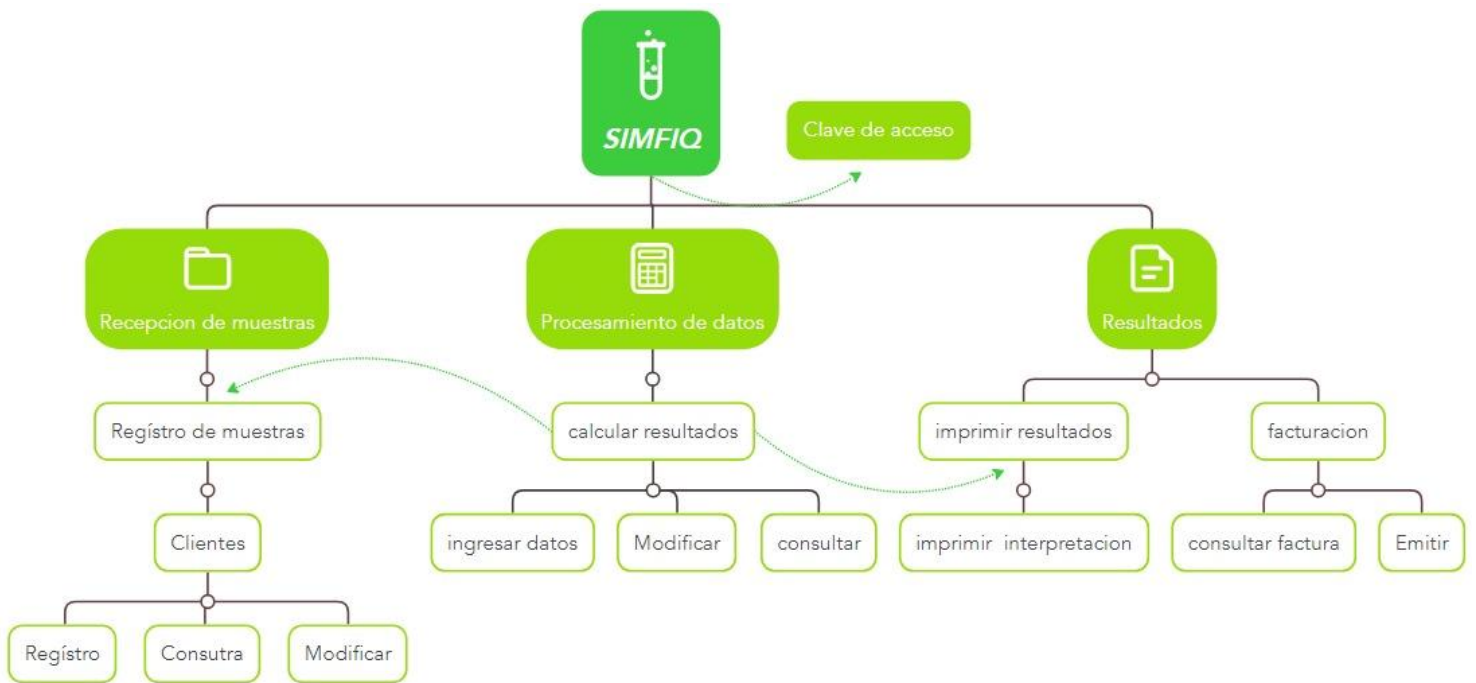 SIMFIQ
Clave de acceso
Recepcion de muestras
Procesamiento de datos
Resultados
Regístro de muestras
calcular resultados
imprimir resultados
facturacion
Clientes
ingresar datos
Modificar
consultar
imprimir interpretacion
consultar factura
Emitir
Regístro
Consutra
Modificar